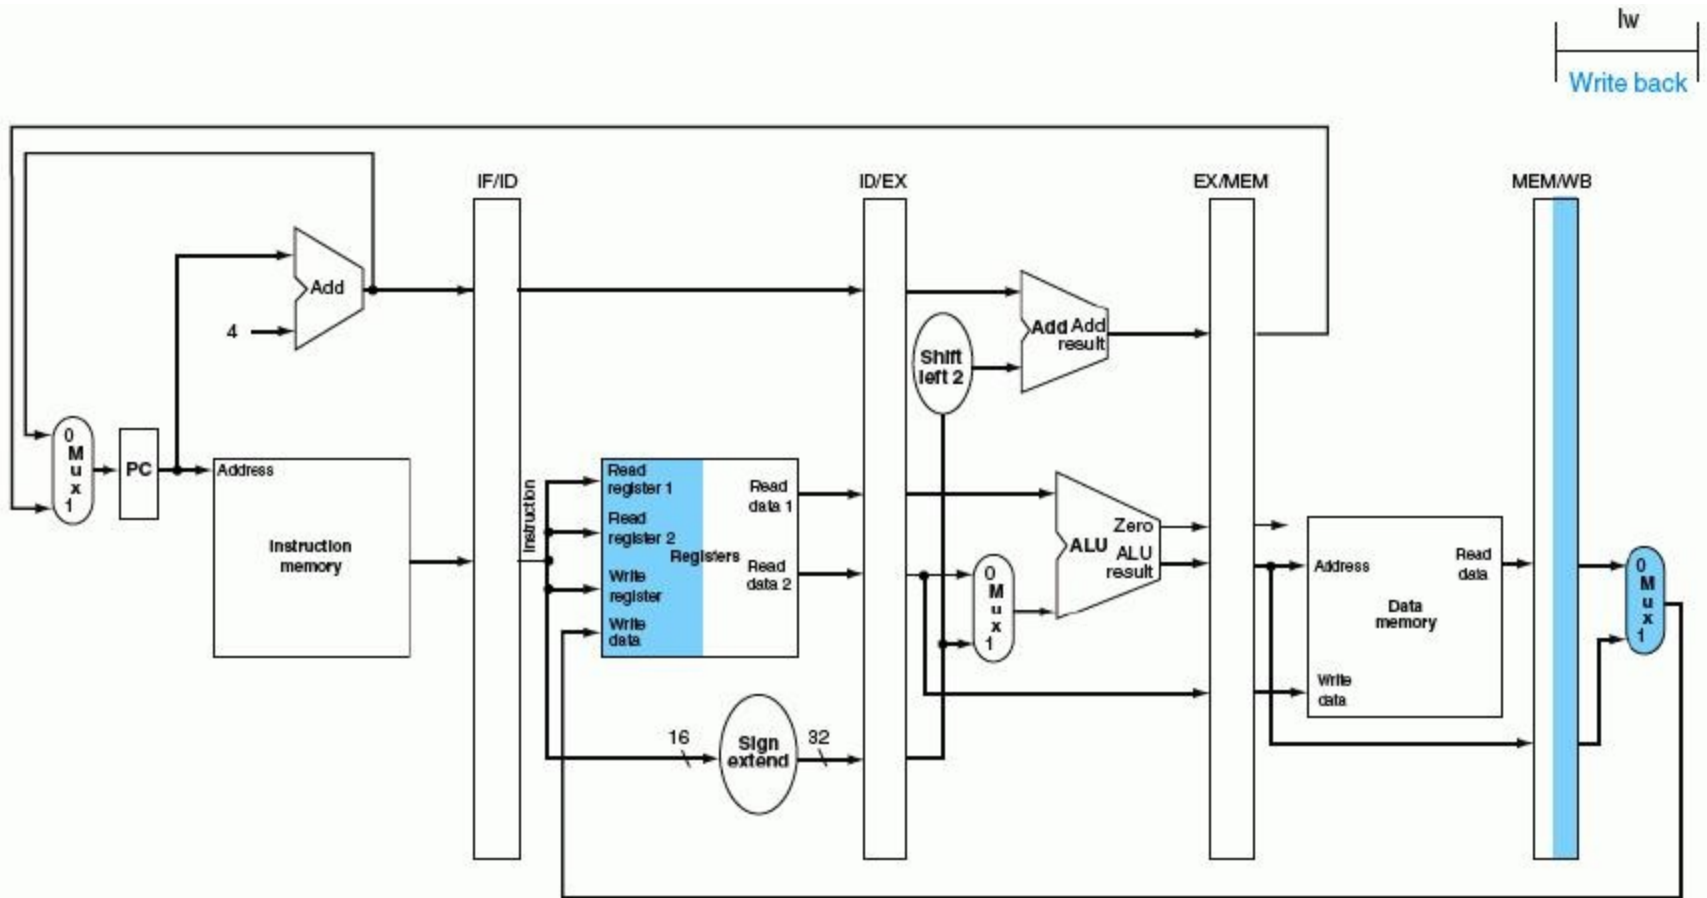 lw
Write back
IF/ID
ID/EX
EX/MEM
MEM/WB
Add
4
Add Add
result
Shift
left 2
0
M
u
x
1
PC
Address
Instruction
memory
Instruction
Read
register 1
Read
register 2
Registers
Write
register
Write
data
Read
data 1
Read
data 2
0
M
u
x
1
Zero
ALU
ALU
result
Address
Read
data
Data
memory
Write
data
0
M
u
x
1
16
Sign
extend
32